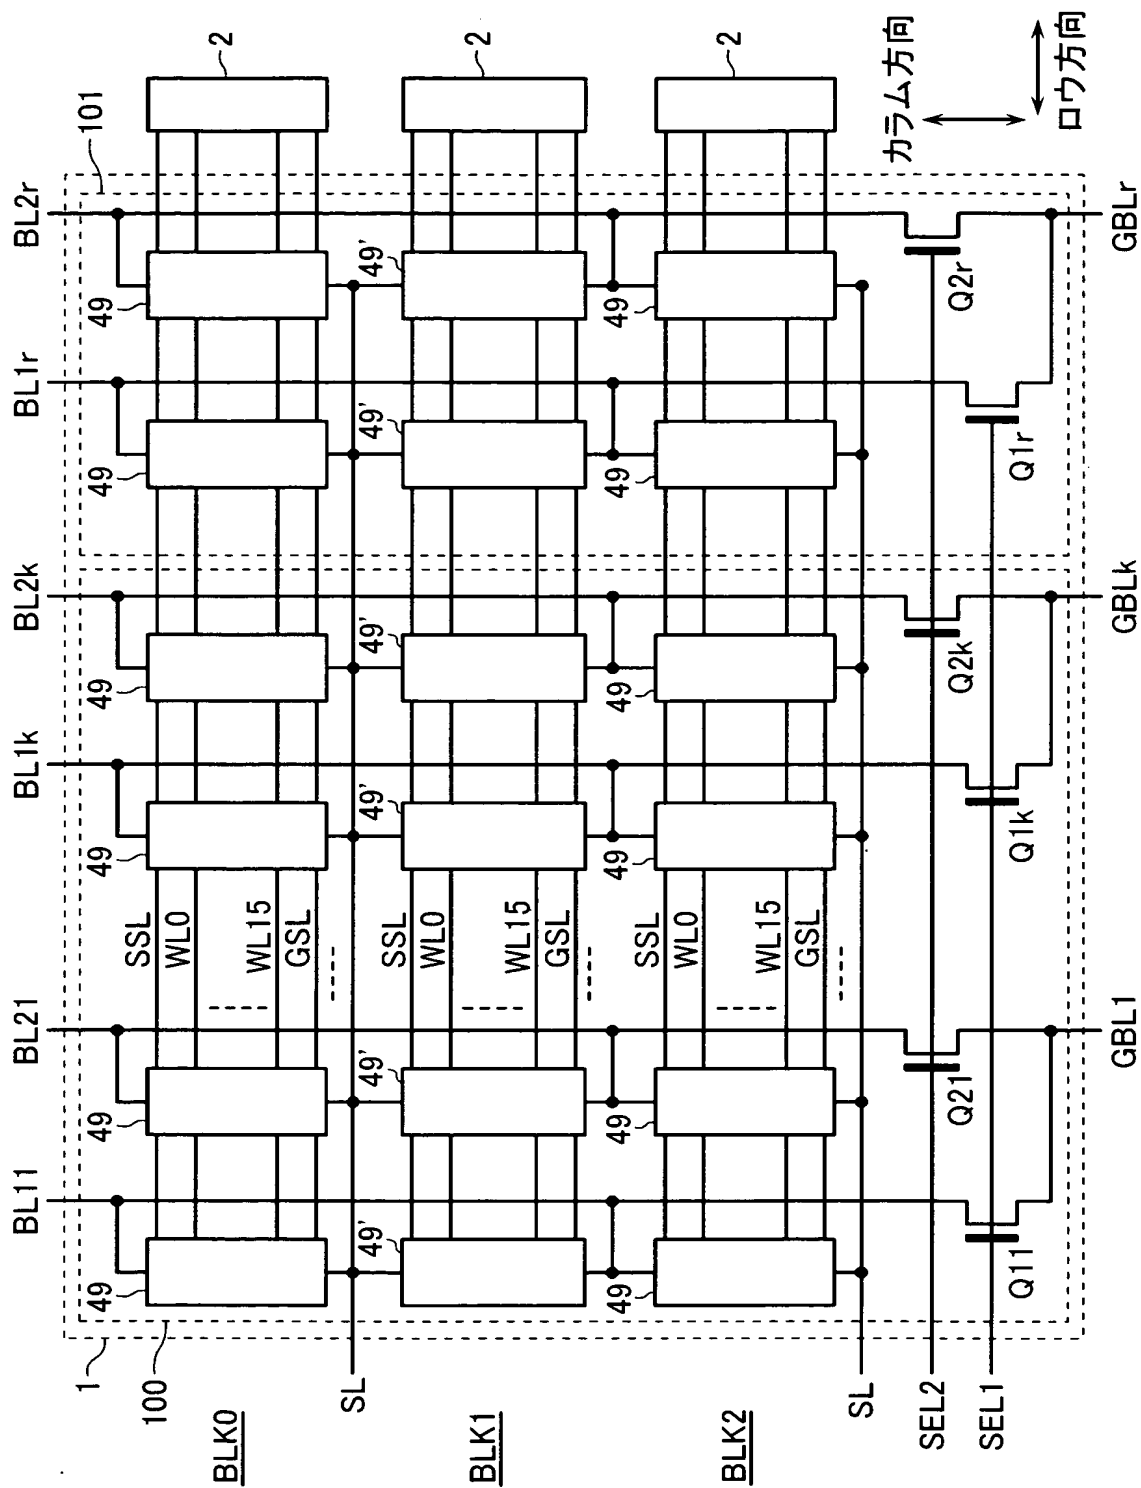 BL11
BL21
BL1k
BL2k
BL1r
BL2r
1
100
101
49
49
49
49
49
49
2
BLK0
SSL
WL0
WL15
GSL
SL
49'
49'
49'
49'
49'
49'
2
BLK1
SSL
WL0
WL15
GSL
49
49
49
49
49
49
2
BLK2
SSL
WL0
WL15
GSL
SL
SEL2
Q21
Q2k
Q2r
SEL1
Q11
Q1k
Q1r
GBL1
GBLk
GBLr
カラム方向
ロウ方向